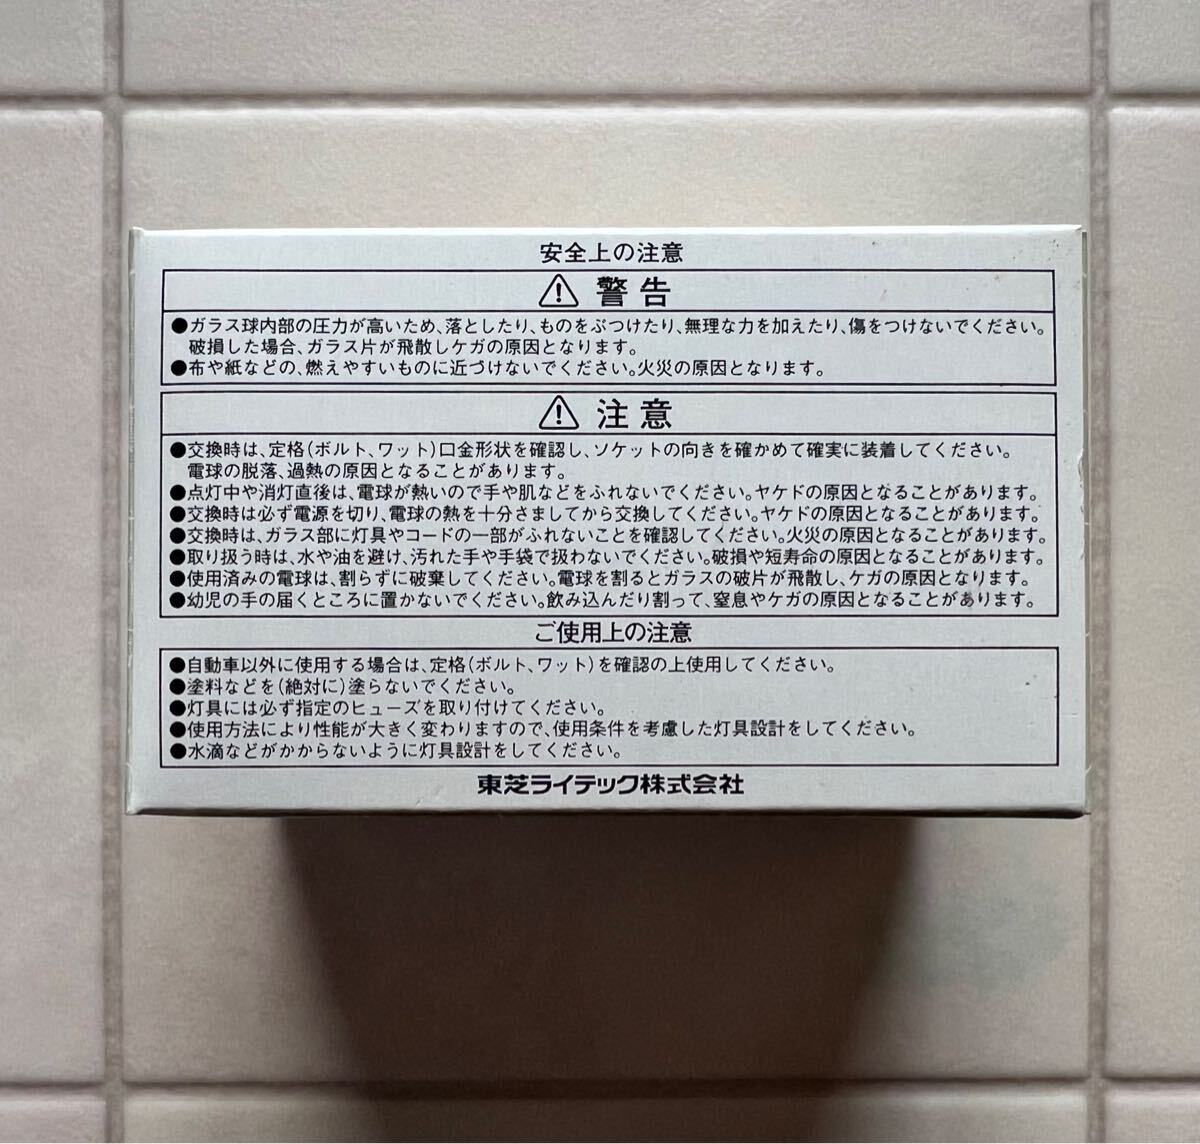 安全上の注意
警告
●ガラス球内部の圧力が高いため、落としたり、ものをぶつけたり、無理な力を加えたり、傷をつけないでください。
破損した場合、ガラス片が飛散しケガの原因となります。
●布や紙などの、燃えやすいものに近づけないでください。火災の原因となります。
注意
●交換時は、定格(ボルト、ワット)口金形状を確認し、ソケットの向きを確かめて確実に装着してください。
電球の脱落、過熱の原因となることがあります。
●点灯中や消灯直後は、電球が熱いので手や肌などをふれないでください。ヤケドの原因となることがあります。
●交換時は必ず電源を切り、電球の熱を十分さましてから交換してください。ヤケドの原因となることがあります。
●交換時は、ガラス部に灯具やコードの一部がふれないことを確認してください。火災の原因となることがあります。
●取り扱う時は、水や油を避け、汚れた手や手袋で扱わないでください。破損や短寿命の原因となることがあります。
●使用済みの電球は、割らずに破棄してください。電球を割るとガラスの破片が飛散し、ケガの原因となります。
●幼児の手の届くところに置かないでください。飲み込んだり割って、窒息やケガの原因となることがあります。
ご使用上の注意
●自動車以外に使用する場合は、定格(ボルト、ワット)を確認の上使用してください。
●塗料などを(絶対に)塗らないでください。
●灯具には必ず指定のヒューズを取り付けてください。
●使用方法により性能が大きく変わりますので、使用条件を考慮した灯具設計をしてください。
●水滴などがかからないように灯具設計をしてください。
東芝ライテック株式会社